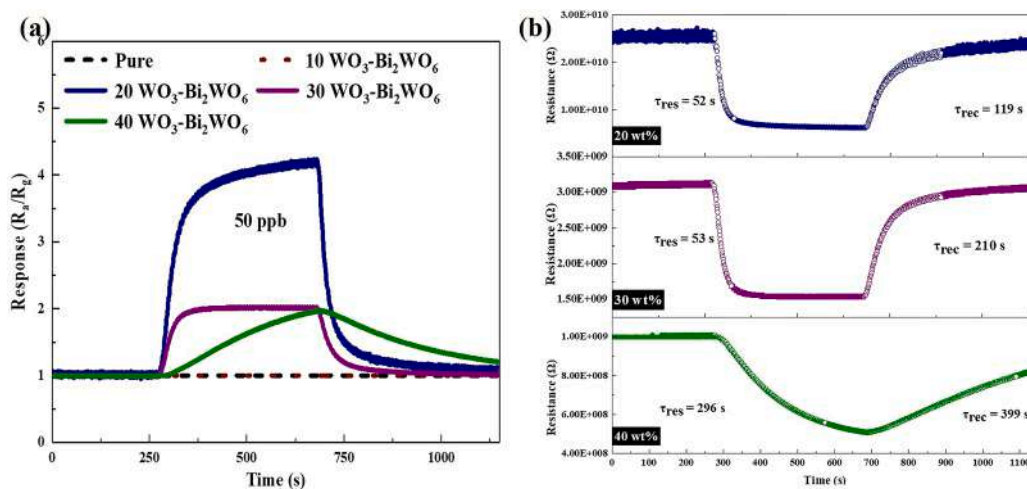 (a)
6
5
4
3
2
1
0
Response (Rₐ/R_g)
Pure
10 WO₃-Bi₂WO₆
20 WO₃-Bi₂WO₆
30 WO₃-Bi₂WO₆
40 WO₃-Bi₂WO₆
50 ppb
0 250 500 750 1000
Time (s)
(b)
3.00E+010
2.00E+010
1.00E+010
Resistance (Ω)
τres = 52 s
τrec = 119 s
20 wt%
3.50E+009
3.00E+009
2.50E+009
2.00E+009
1.50E+009
Resistance (Ω)
τres = 53 s
τrec = 210 s
30 wt%
1.00E+009
8.00E+008
6.00E+008
4.00E+008
Resistance (Ω)
τres = 296 s
τrec = 399 s
40 wt%
0 100 200 300 400 500 600 700 800 900 1000 1100
Time (s)